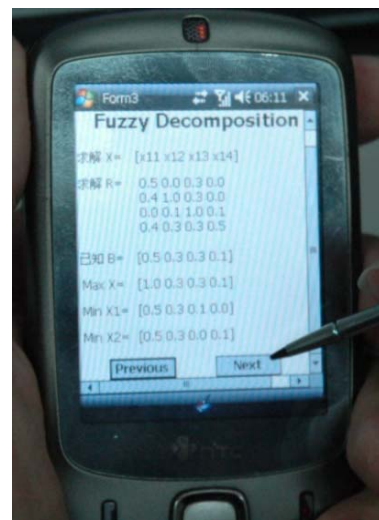 Form3 06:11
Fuzzy Decomposition
求解 X= [x11 x12 x13 x14]
求解 R= 0.5 0.0 0.3 0.0
0.4 1.0 0.3 0.0
0.0 0.1 1.0 0.1
0.4 0.3 0.3 0.5
已知 B= [0.5 0.3 0.3 0.1]
Max X= [1.0 0.3 0.3 0.1]
Min X1= [0.5 0.3 0.1 0.0]
Min X2= [0.5 0.3 0.0 0.1]
Previous Next
hTC